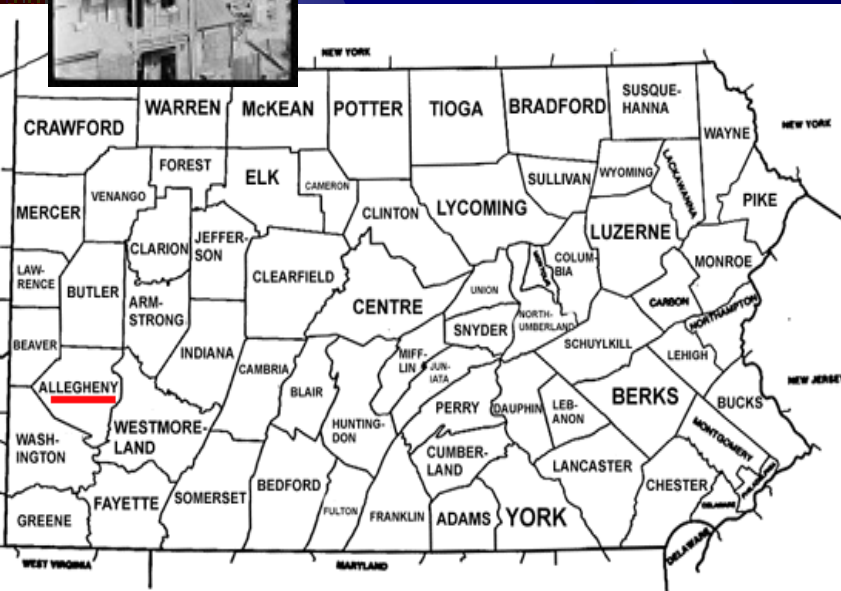 NEW YORK
SUSQUE-
HANNA
WARREN
McKEAN
POTTER
TIOGA
BRADFORD
CRAWFORD
WAYNE
NEW YORK
FOREST
ELK
CAMERON
SULLIVAN
WYOMING
LACKAWANNA
VENANGO
MERCER
CLINTON
LYCOMING
PIKE
CLARION
JEFFER-
SON
LUZERNE
LAW-
RENCE
BUTLER
CLEARFIELD
COLUM-
BIA
MONROE
ARM-
STRONG
CENTRE
UNION
CARBON
NORTHAMPTON
NORTH-
UMBERLAND
SNYDER
BEAVER
INDIANA
SCHUYLKILL
MIFF-
LIN
JUN-
IATA
LEHIGH
CAMBRIA
NEW JERSEY
ALLEGHENY
BLAIR
BERKS
BUCKS
PERRY
DAUPHIN
LEB-
ANON
WESTMORE-
LAND
HUNTING-
DON
MONTGOMERY
WASH-
INGTON
CUMBER-
LAND
LANCASTER
CHESTER
PHILADELPHIA
DELAWARE
FAYETTE
SOMERSET
BEDFORD
FULTON
FRANKLIN
ADAMS
YORK
GREENE
DELAWARE
WEST VIRGINIA
MARYLAND